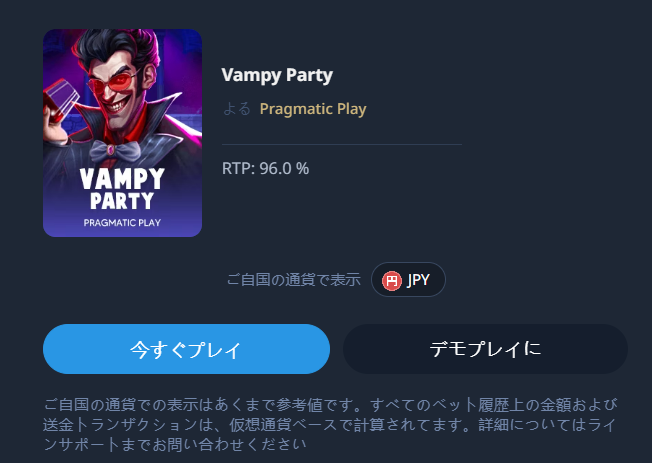 Vampy Party
よる Pragmatic Play
RTP: 96.0 %
VAMPY
PARTY
PRAGMATIC PLAY
ご自国の通貨で表示 円 JPY
今すぐプレイ
デモプレイに
ご自国の通貨での表示はあくまで参考値です。すべてのベット履歴上の金額および
送金トランザクションは、仮想通貨ベースで計算されてます。詳細についてはライ
ンサポートまでお問い合わせください